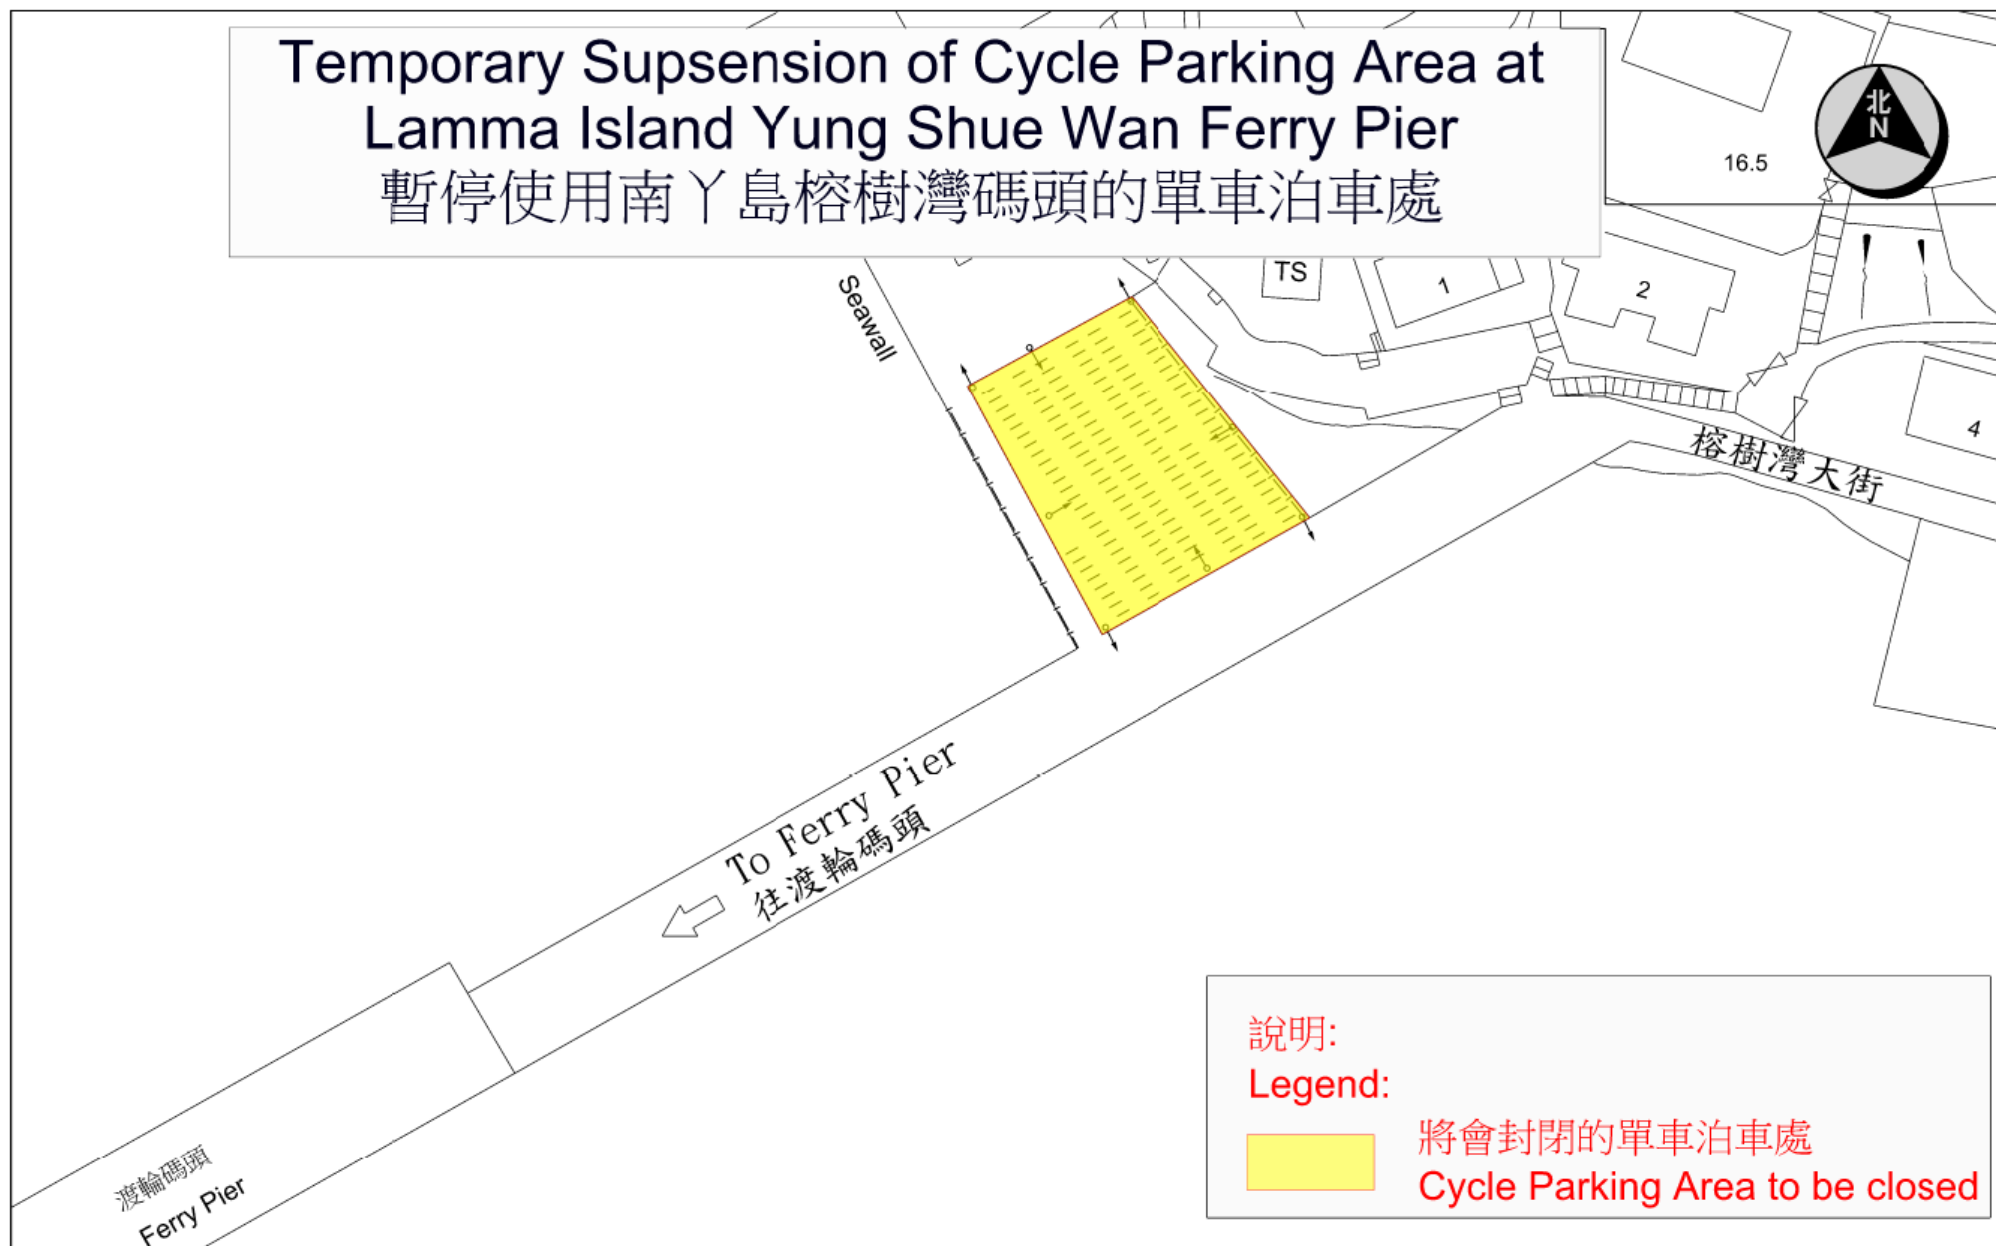 Temporary Supsension of Cycle Parking Area at
Lamma Island Yung Shue Wan Ferry Pier
暫停使用南丫島榕樹灣碼頭的單車泊車處
北
N
16.5
TS
1
2
4
Seawall
榕樹灣大街
To Ferry Pier
往渡輪碼頭
渡輪碼頭
Ferry Pier
說明:
Legend:
將會封閉的單車泊車處
Cycle Parking Area to be closed